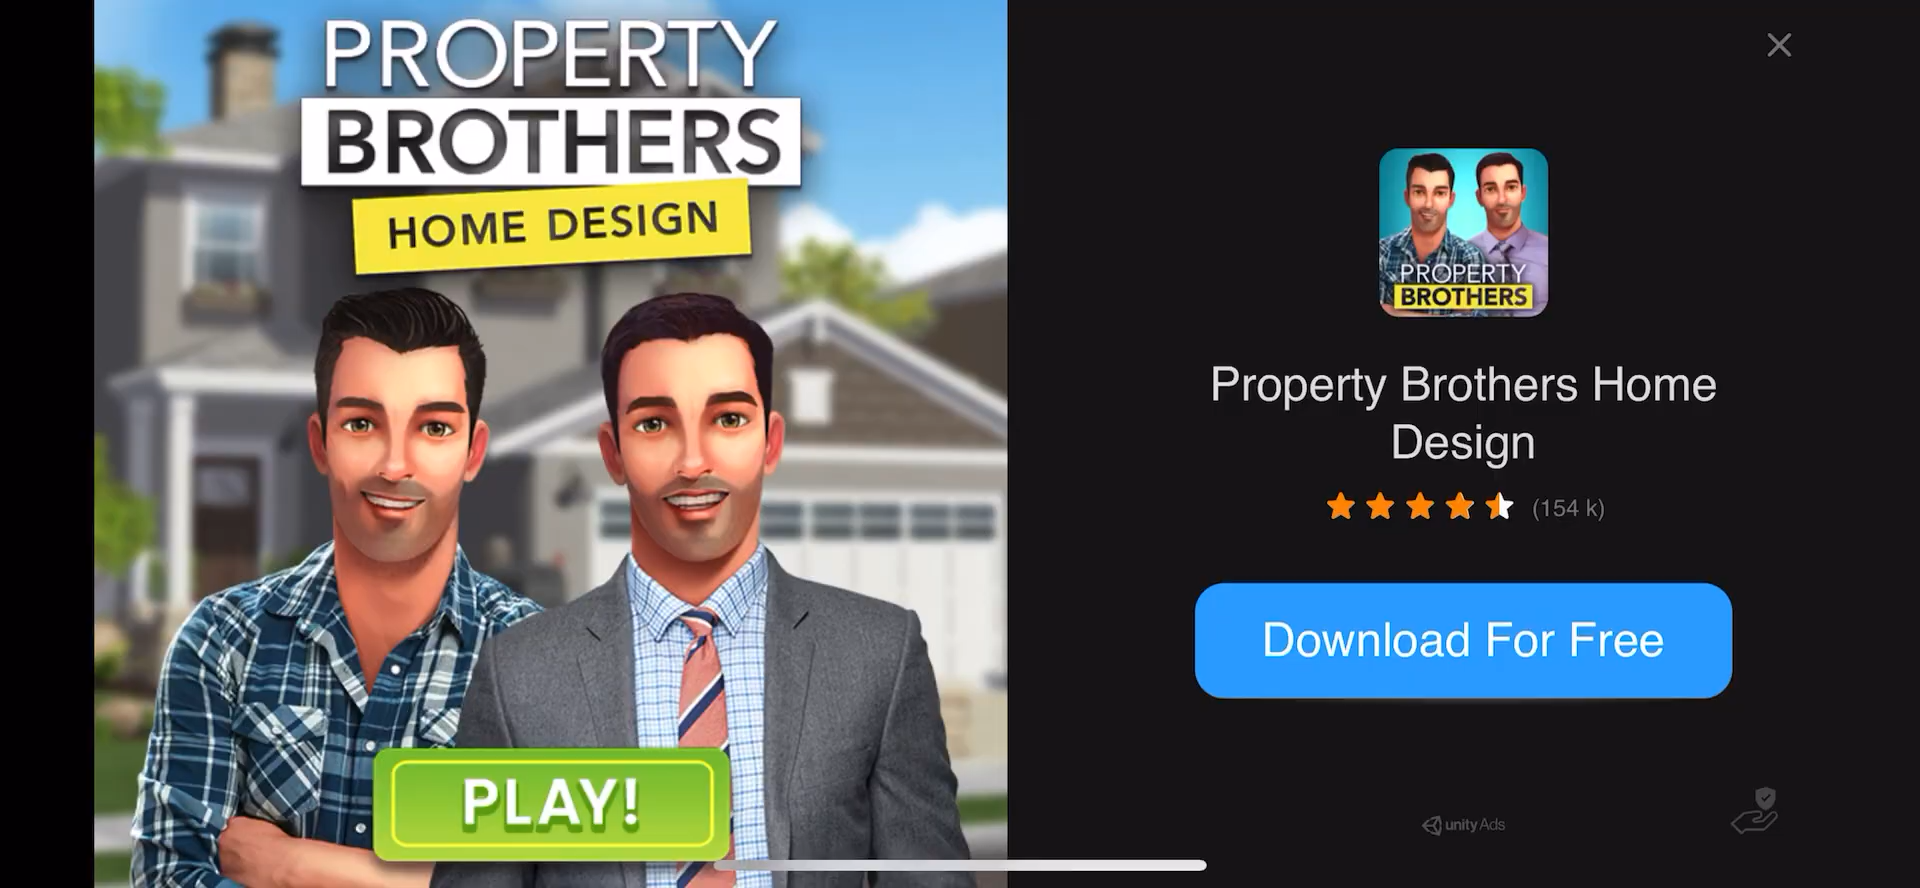 PROPERTY
BROTHERS
HOME DESIGN
PLAY!
PROPERTY
BROTHERS
Property Brothers Home
Design
(154 k)
Download For Free
unity Ads